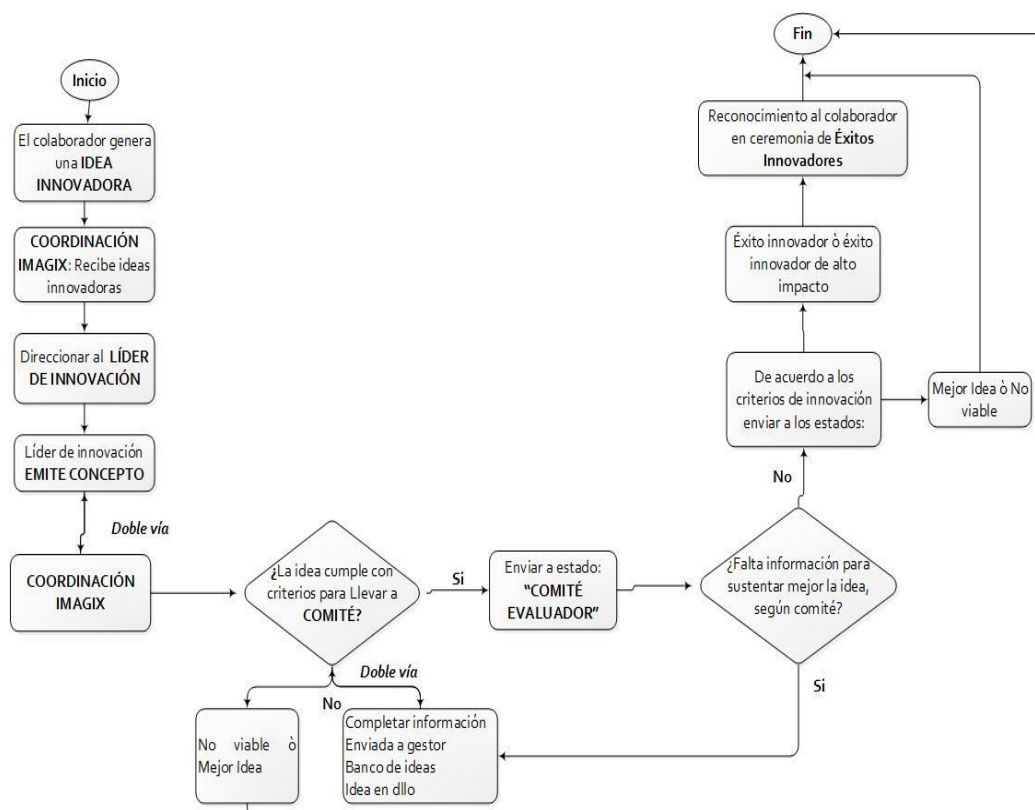 Inicio
El colaborador genera
una IDEA
INNOVADORA
COORDINACIÓN
IMAGIX: Recibe ideas
innovadoras
Direccionar al LÍDER
DE INNOVACIÓN
Líder de innovación
EMITE CONCEPTO
Doble vía
COORDINACIÓN
IMAGIX
¿La idea cumple con
criterios para Llevar a
COMITÉ?
Si
No
Doble vía
No viable ò
Mejor Idea
Completar información
Enviada a gestor
Banco de ideas
Idea en dllo
Enviar a estado:
“COMITÉ
EVALUADOR”
¿Falta información para
sustentar mejor la idea,
según comité?
Si
No
De acuerdo a los
criterios de innovación
enviar a los estados:
Mejor Idea ò No
viable
Éxito innovador ò éxito
innovador de alto
impacto
Reconocimiento al colaborador
en ceremonia de Éxitos
Innovadores
Fin